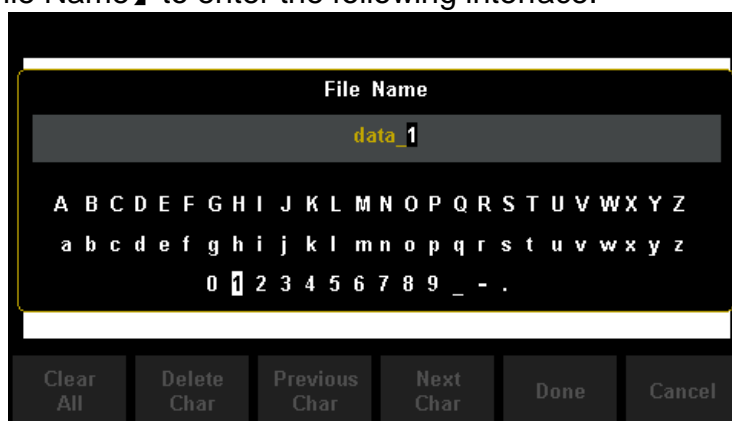 ile Name】to enter the following interface.
File Name
data_1
A B C D E F G H I J K L M N O P Q R S T U V W X Y Z
a b c d e f g h i j k l m n o p q r s t u v w x y z
0 1 2 3 4 5 6 7 8 9 _ - .
Clear All
Delete Char
Previous Char
Next Char
Done
Cancel